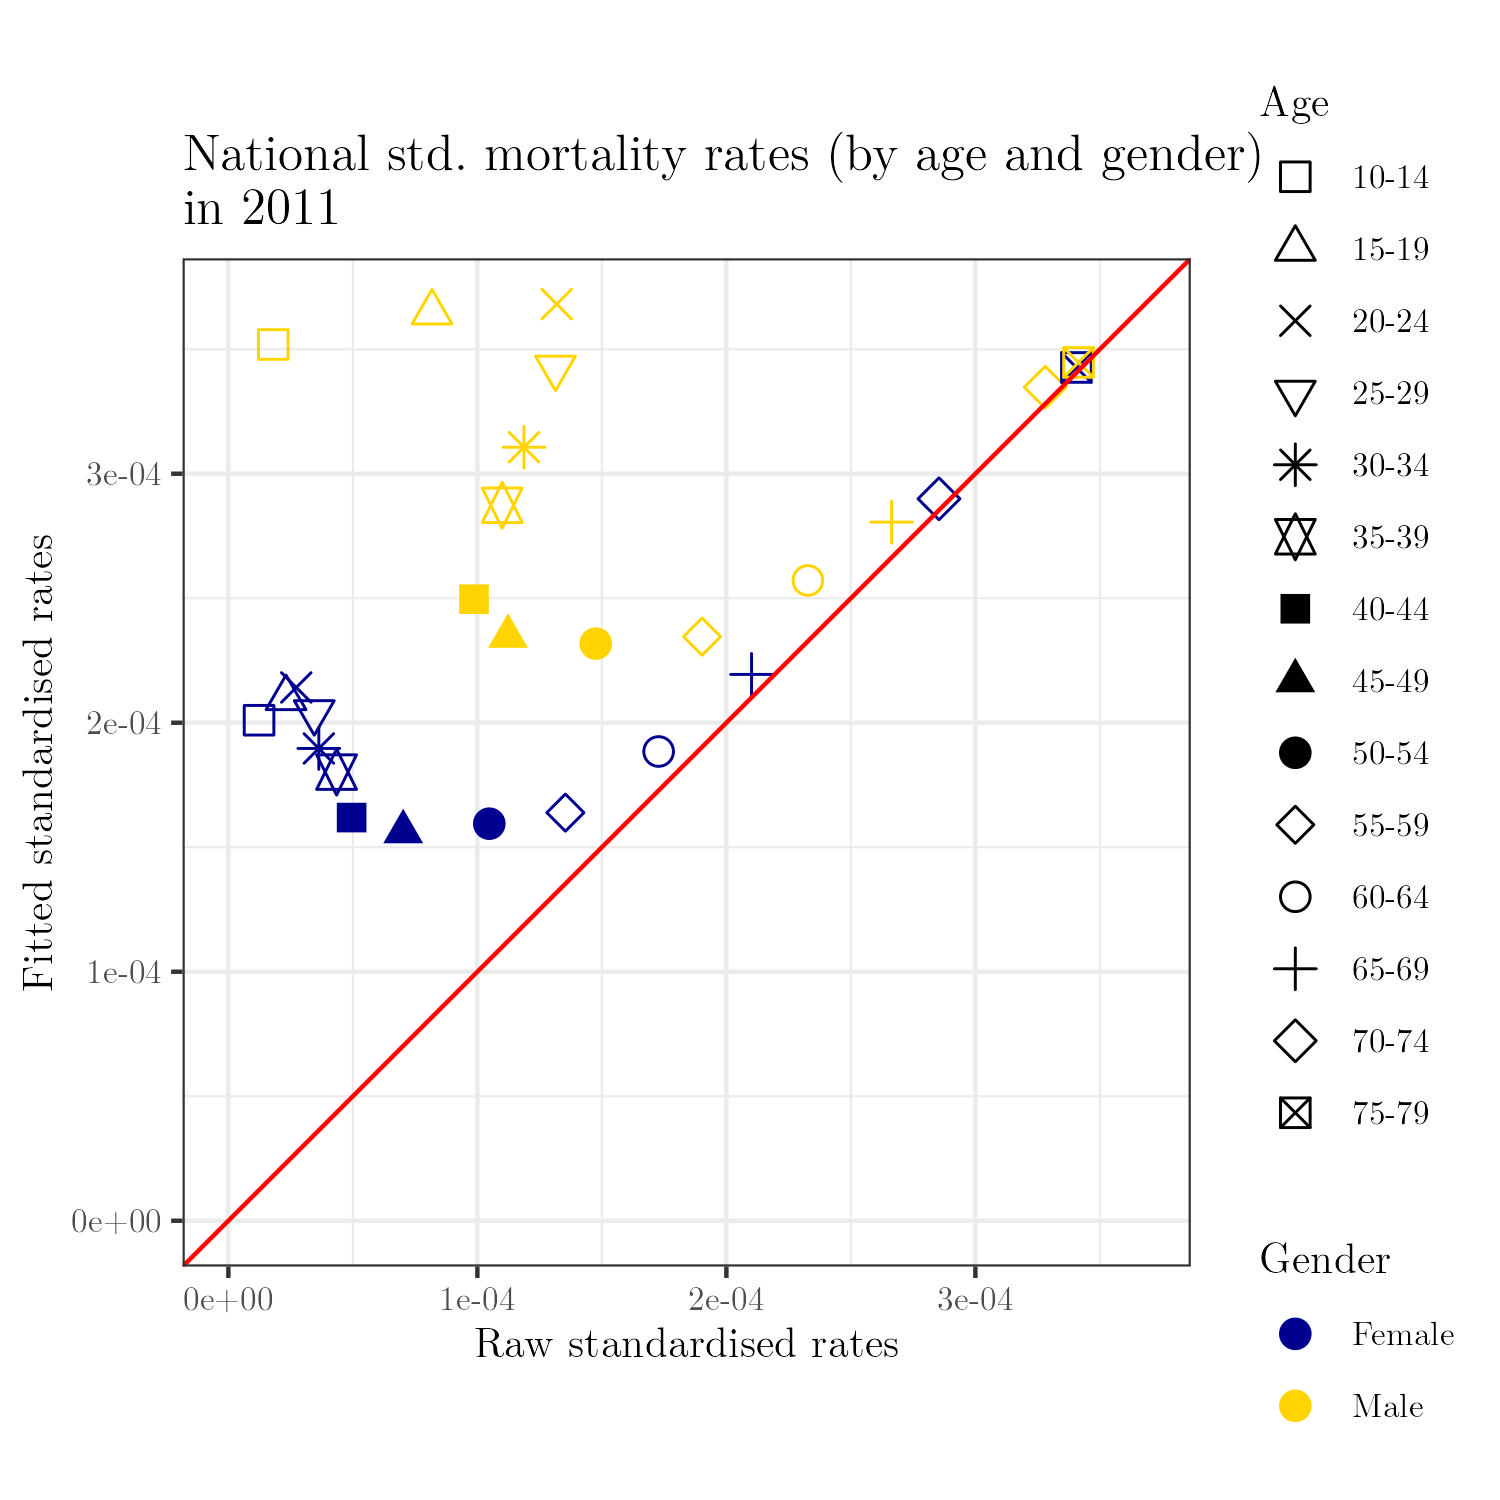 National std. mortality rates (by age and gender)
in 2011
Fitted standardised rates
3e-04
2e-04
1e-04
0e+00
0e+00
1e-04
2e-04
3e-04
Raw standardised rates
Age
10-14
15-19
20-24
25-29
30-34
35-39
40-44
45-49
50-54
55-59
60-64
65-69
70-74
75-79
Gender
Female
Male